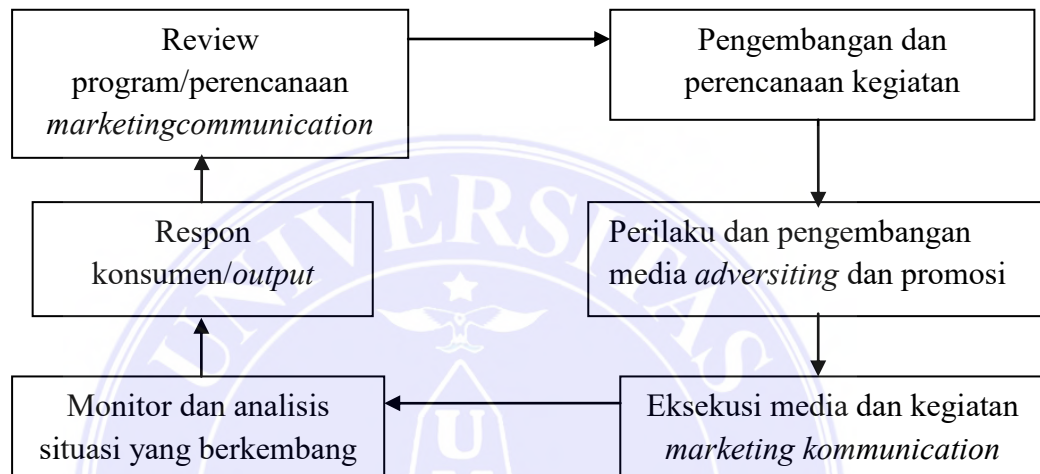 Review
program/perencanaan
marketingcommunication
Pengembangan dan
perencanaan kegiatan
Respon
konsumen/output
Perilaku dan pengembangan
media adversiting dan promosi
Monitor dan analisis
situasi yang berkembang
Eksekusi media dan kegiatan
marketing kommunication
UNIVERSITAS
U